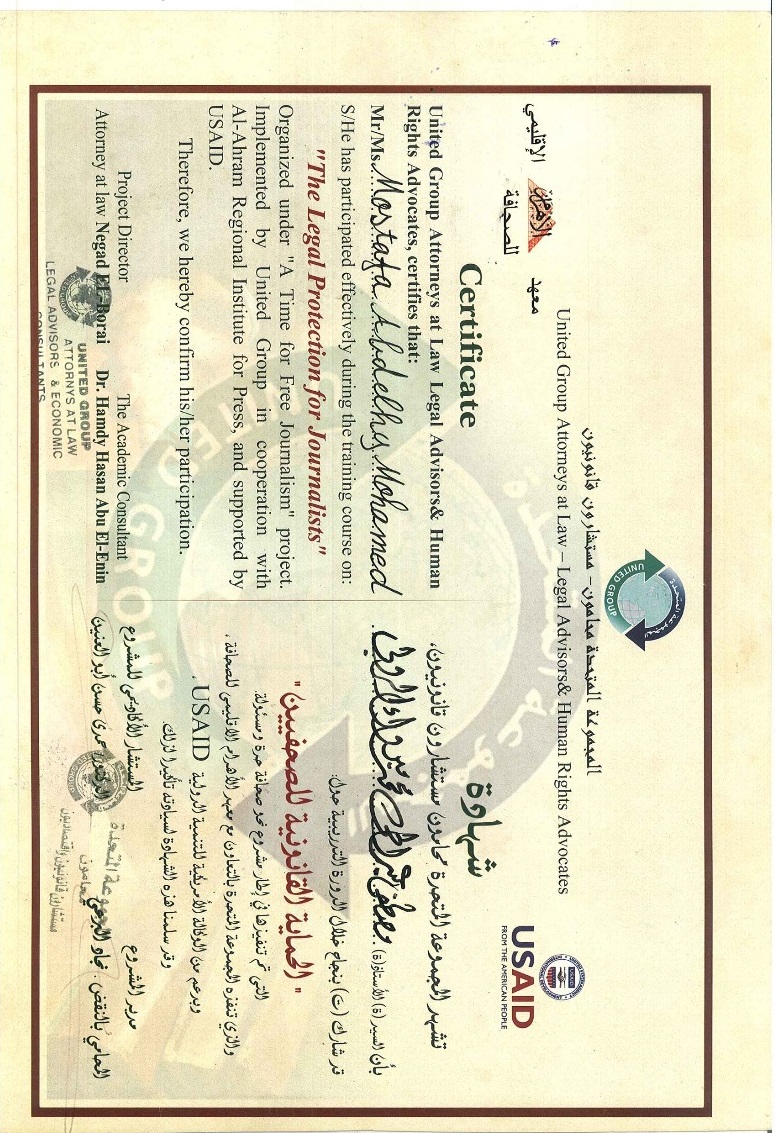 المجموعة المتحدة محامون - مستشارون قانونيون
United Group Attorneys at Law – Legal Advisors& Human Rights Advocates
المجموعة المتحدة
UNITED GROUP
USAID
FROM THE AMERICAN PEOPLE
معهد الأهرام الإقليمي
للصحافة
Certificate
United Group Attorneys at Law Legal Advisors& Human
Rights Advocates, certifies that:
Mr/Ms. Mostafa Abdelhy Mohamed
S/He has participated effectively during the training course on:
"The Legal Protection for Journalists"
Organized under "A Time for Free Journalism" project.
Implemented by United Group in cooperation with
Al-Ahram Regional Institute for Press, and supported by
USAID.
Therefore, we hereby confirm his/her participation.
Project Director The Academic Consultant
Attorney at law Negad El-Borai Dr. Hamdy Hasan Abu El-Enin
UNITED GROUP
ATTORNYS AT LAW
LEGAL ADVISORS, & ECONOMIC
CONSULTANTS
شهادة
تشهد المجموعة المتحدة محامون مستشارون قانونيون،
بأن السيد (ة) الأستاذ(ة)
قد شارك (ت) بنجاح خلال الدورة التدريبية حول:
" الحماية القانونية للصحفيين "
التي تم تنفيذها في إطار مشروع نحو صحافة حرة ومسئولة
والذي تنفذه المجموعة المتحدة بالتعاون مع معهد الأهرام الإقليمي للصحافة ،
وبدعم من الوكالة الأمريكية للتنمية الدولية USAID .
وقد سلمنا هذه الشهادة لسيادته تأكيدا لذلك
مدير المشروع المستشار الأكاديمي للمشروع
المحامي بالنقض . نجاد البرعي الدكتور حمدى حسن أبو العنين
المجموعة المتحدة
محامون
مستشارون قانونيون واقتصاديون